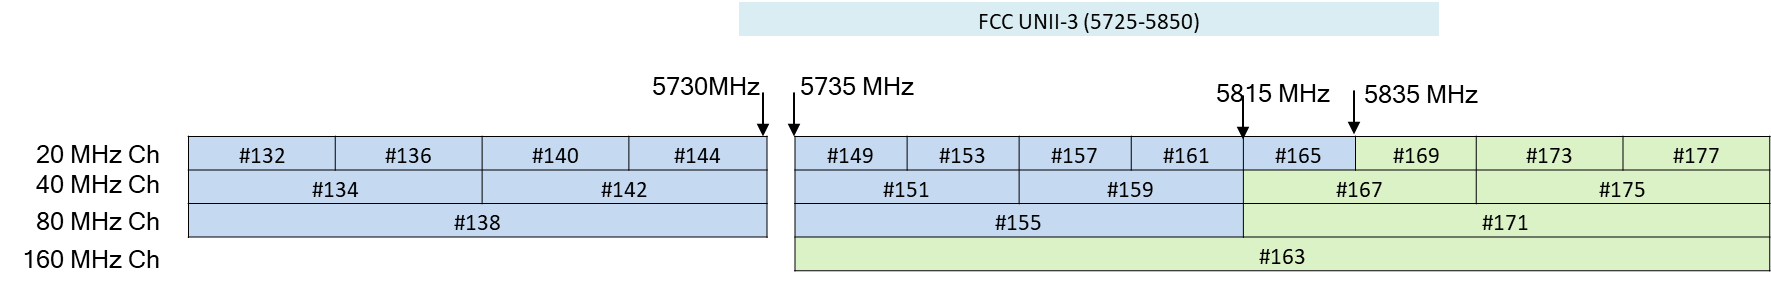 FCC UNII-3 (5725-5850)
5730MHz 5735 MHz 5815 MHz 5835 MHz
20 MHz Ch #132 #136 #140 #144 #149 #153 #157 #161 #165 #169 #173 #177
40 MHz Ch #134 #142 #151 #159 #167 #175
80 MHz Ch #138 #155 #171
160 MHz Ch #163